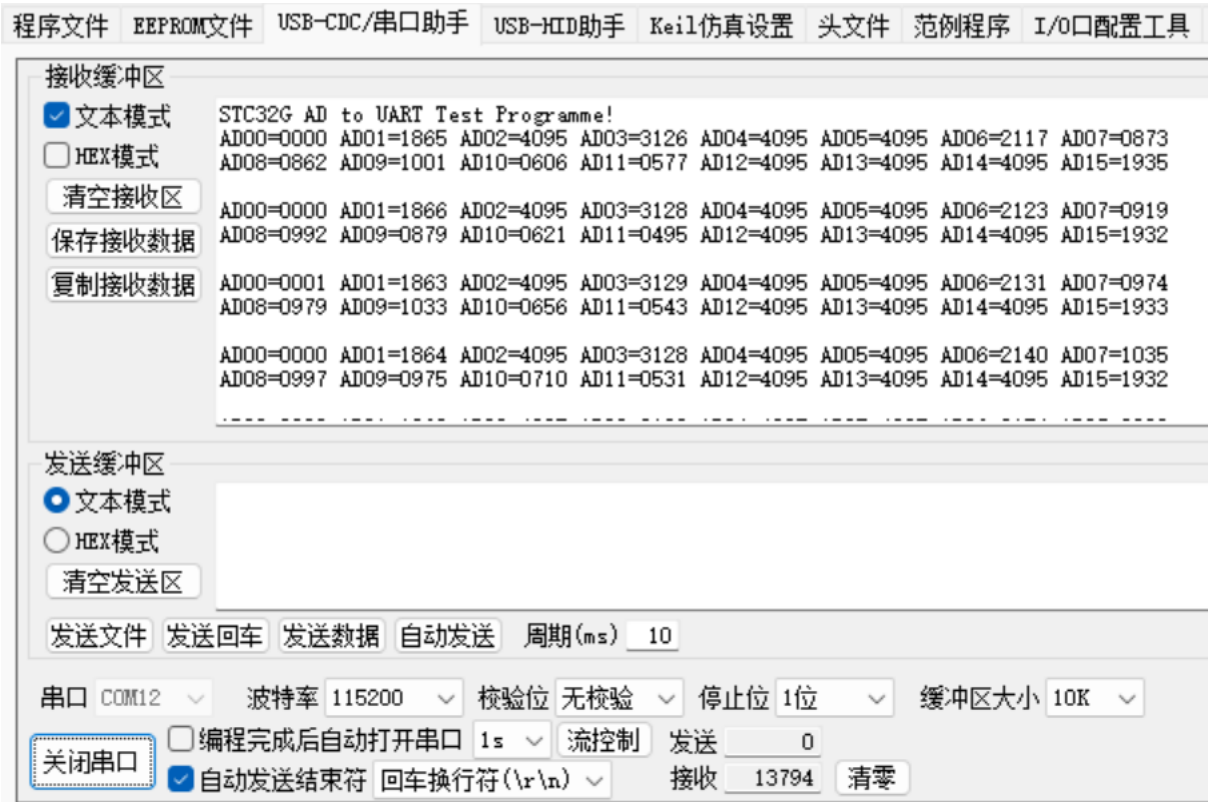 程序文件 EEPROM文件 USB-CDC/串口助手 USB-HID助手 Keil仿真设置 头文件 范例程序 I/O口配置工具
接收缓冲区
文本模式
HEX模式
清空接收区
保存接收数据
复制接收数据
STC32G AD to UART Test Programme!
AD00=0000 AD01=1865 AD02=4095 AD03=3126 AD04=4095 AD05=4095 AD06=2117 AD07=0873
AD08=0862 AD09=1001 AD10=0606 AD11=0577 AD12=4095 AD13=4095 AD14=4095 AD15=1935
AD00=0000 AD01=1866 AD02=4095 AD03=3128 AD04=4095 AD05=4095 AD06=2123 AD07=0919
AD08=0992 AD09=0879 AD10=0621 AD11=0495 AD12=4095 AD13=4095 AD14=4095 AD15=1932
AD00=0001 AD01=1863 AD02=4095 AD03=3129 AD04=4095 AD05=4095 AD06=2131 AD07=0974
AD08=0979 AD09=1033 AD10=0656 AD11=0543 AD12=4095 AD13=4095 AD14=4095 AD15=1933
AD00=0000 AD01=1864 AD02=4095 AD03=3128 AD04=4095 AD05=4095 AD06=2140 AD07=1035
AD08=0997 AD09=0975 AD10=0710 AD11=0531 AD12=4095 AD13=4095 AD14=4095 AD15=1932
发送缓冲区
文本模式
HEX模式
清空发送区
发送文件 发送回车 发送数据 自动发送 周期(ms) 10
串口 COM12 波特率 115200 校验位 无校验 停止位 1位 缓冲区大小 10K
关闭串口
编程完成后自动打开串口 1s 流控制 发送 0
自动发送结束符 回车换行符(\r\n) 接收 13794 清零